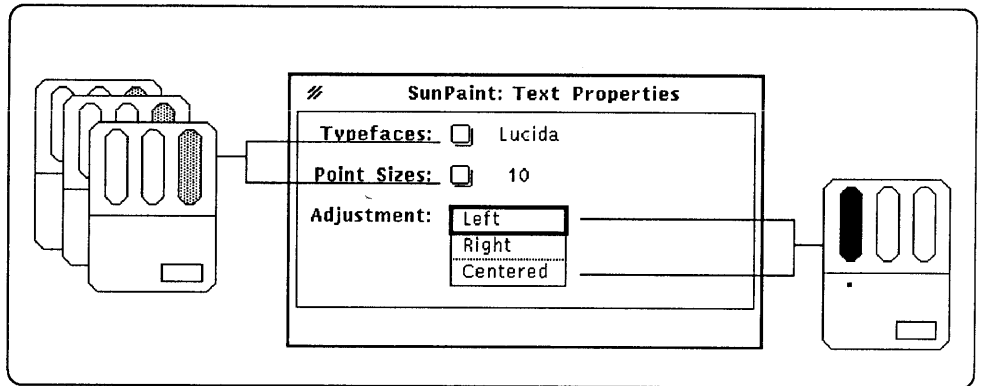 SunPaint: Text Properties
Typefaces: Lucida
Point Sizes: 10
Adjustment: Left
Right
Centered